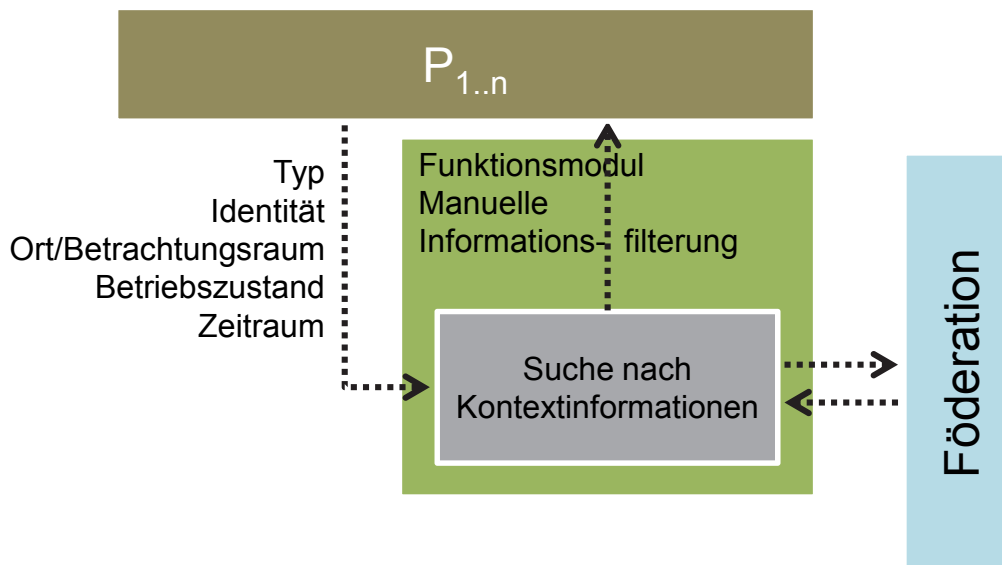 P1..n
Typ
Identität
Ort/Betrachtungsraum
Betriebszustand
Zeitraum
Funktionsmodul
Manuelle
Informations- filterung
Suche nach
Kontextinformationen
Föderation